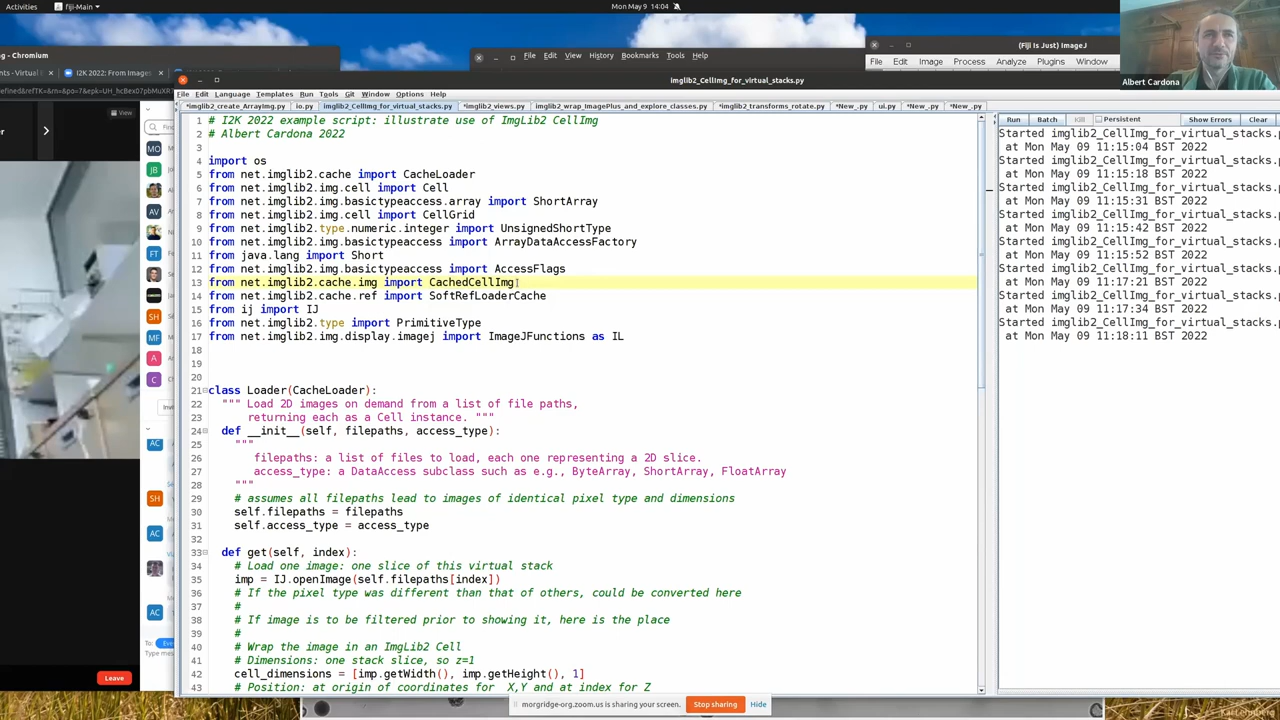 Activities
fiji-Main
Mon May 9 14:04
ng - Chromium
File Edit View History Bookmarks Tools Help
(Fiji Is Just) ImageJ
File Edit Image Process Analyze Plugins Window
Albert Cardona
nts - Virtual
I2K 2022: From Images
imglib2_CellImg_for_virtual_stacks.py
File Edit Language Templates Run Tools Git Window Options Help
*imglib2_create_ArrayImg.py io.py imglib2_CellImg_for_virtual_stacks.py *imglib2_views.py imglib2_wrap_ImagePlus_and_explore_classes.py *imglib2_transforms_rotate.py *New_.py ui.py *New_.py *New_.py
View
Run Batch Kill Persistent Show Errors Clear
1 # I2K 2022 example script: illustrate use of ImgLib2 CellImg
2 # Albert Cardona 2022
3
4 import os
5 from net.imglib2.cache import CacheLoader
6 from net.imglib2.img.cell import Cell
7 from net.imglib2.img.basictypeaccess.array import ShortArray
8 from net.imglib2.img.cell import CellGrid
9 from net.imglib2.type.numeric.integer import UnsignedShortType
10 from net.imglib2.img.basictypeaccess import ArrayDataAccessFactory
11 from java.lang import Short
12 from net.imglib2.img.basictypeaccess import AccessFlags
13 from net.imglib2.cache.img import CachedCellImg
14 from net.imglib2.cache.ref import SoftRefLoaderCache
15 from ij import IJ
16 from net.imglib2.type import PrimitiveType
17 from net.imglib2.img.display.imagej import ImageJFunctions as IL
18
19
20
21 class Loader(CacheLoader):
22 """ Load 2D images on demand from a list of file paths,
23 returning each as a Cell instance. """
24 def __init__(self, filepaths, access_type):
25 """
26 filepaths: a list of files to load, each one representing a 2D slice.
27 access_type: a DataAccess subclass such as e.g., ByteArray, ShortArray, FloatArray
28 """
29 # assumes all filepaths lead to images of identical pixel type and dimensions
30 self.filepaths = filepaths
31 self.access_type = access_type
32
33 def get(self, index):
34 # Load one image: one slice of this virtual stack
35 imp = IJ.openImage(self.filepaths[index])
36 # If the pixel type was different than that of others, could be converted here
37 #
38 # If image is to be filtered prior to showing it, here is the place
39 #
40 # Wrap the image in an ImgLib2 Cell
41 # Dimensions: one stack slice, so z=1
42 cell_dimensions = [imp.getWidth(), imp.getHeight(), 1]
43 # Position: at origin of coordinates for X,Y and at index for Z
Started imglib2_CellImg_for_virtual_stacks.
at Mon May 09 11:15:04 BST 2022
Started imglib2_CellImg_for_virtual_stacks.
at Mon May 09 11:15:18 BST 2022
Started imglib2_CellImg_for_virtual_stacks.
at Mon May 09 11:15:31 BST 2022
Started imglib2_CellImg_for_virtual_stacks.
at Mon May 09 11:15:42 BST 2022
Started imglib2_CellImg_for_virtual_stacks.
at Mon May 09 11:15:52 BST 2022
Started imglib2_CellImg_for_virtual_stacks.
at Mon May 09 11:17:21 BST 2022
Started imglib2_CellImg_for_virtual_stacks.
at Mon May 09 11:17:34 BST 2022
Started imglib2_CellImg_for_virtual_stacks.
at Mon May 09 11:18:11 BST 2022
MO
JB
AV
FT
SH
MF
A
C
AC
SH
AC
AC
To:
Type mess
Leave
morgridge-org.zoom.us is sharing your screen.
Stop sharing
Hide